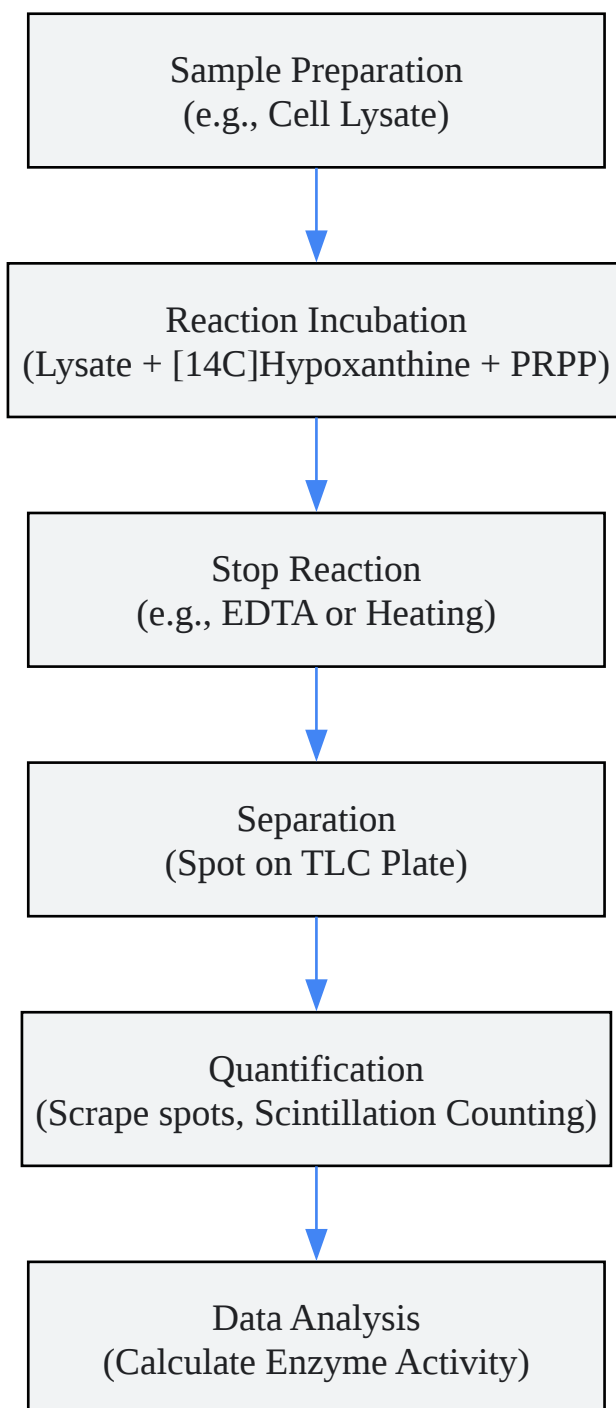 Sample Preparation
(e.g., Cell Lysate)
Reaction Incubation
(Lysate + [14C]Hypoxanthine + PRPP)
Stop Reaction
(e.g., EDTA or Heating)
Separation
(Spot on TLC Plate)
Quantification
(Scrape spots, Scintillation Counting)
Data Analysis
(Calculate Enzyme Activity)